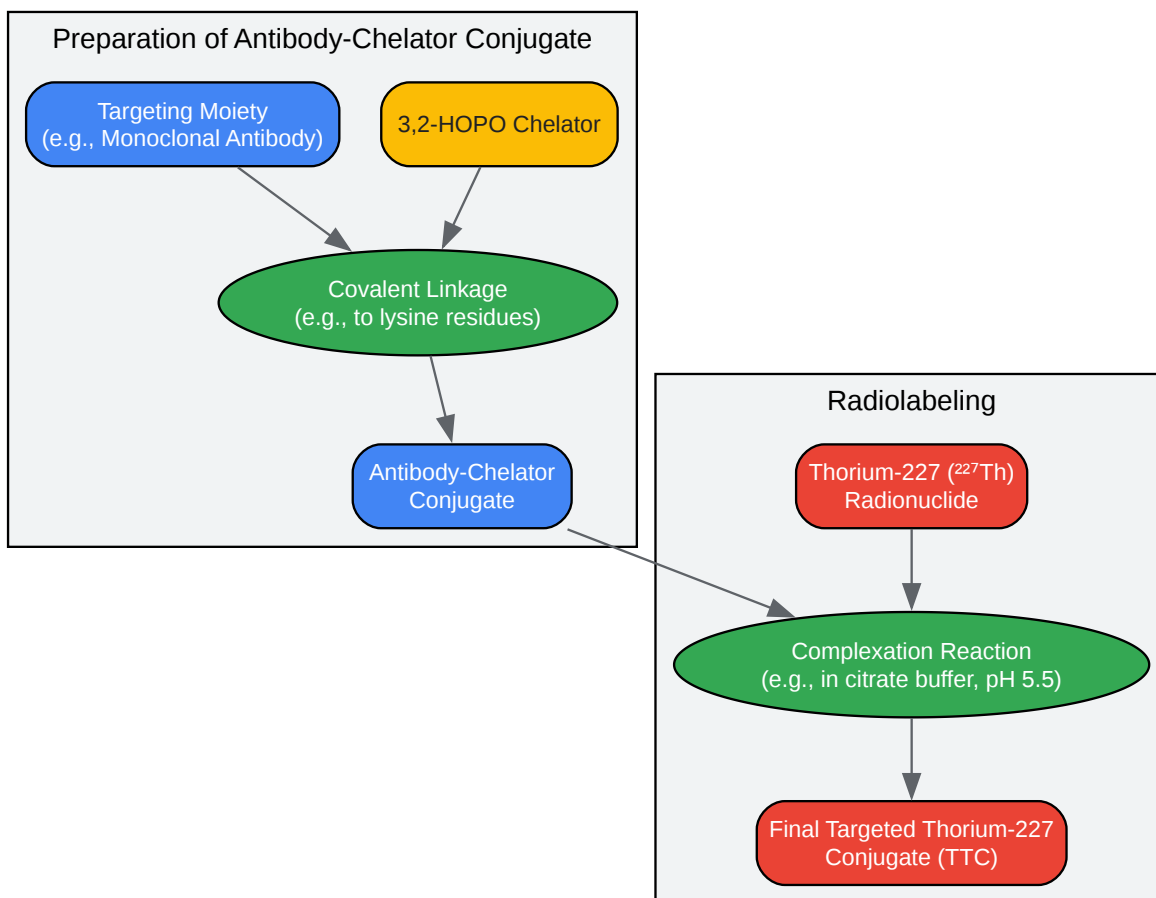 Preparation of Antibody-Chelator Conjugate
Targeting Moiety
(e.g., Monoclonal Antibody)
3,2-HOPO Chelator
Covalent Linkage
(e.g., to lysine residues)
Antibody-Chelator
Conjugate
Radiolabeling
Thorium-227 (²²⁷Th)
Radionuclide
Complexation Reaction
(e.g., in citrate buffer, pH 5.5)
Final Targeted Thorium-227
Conjugate (TTC)